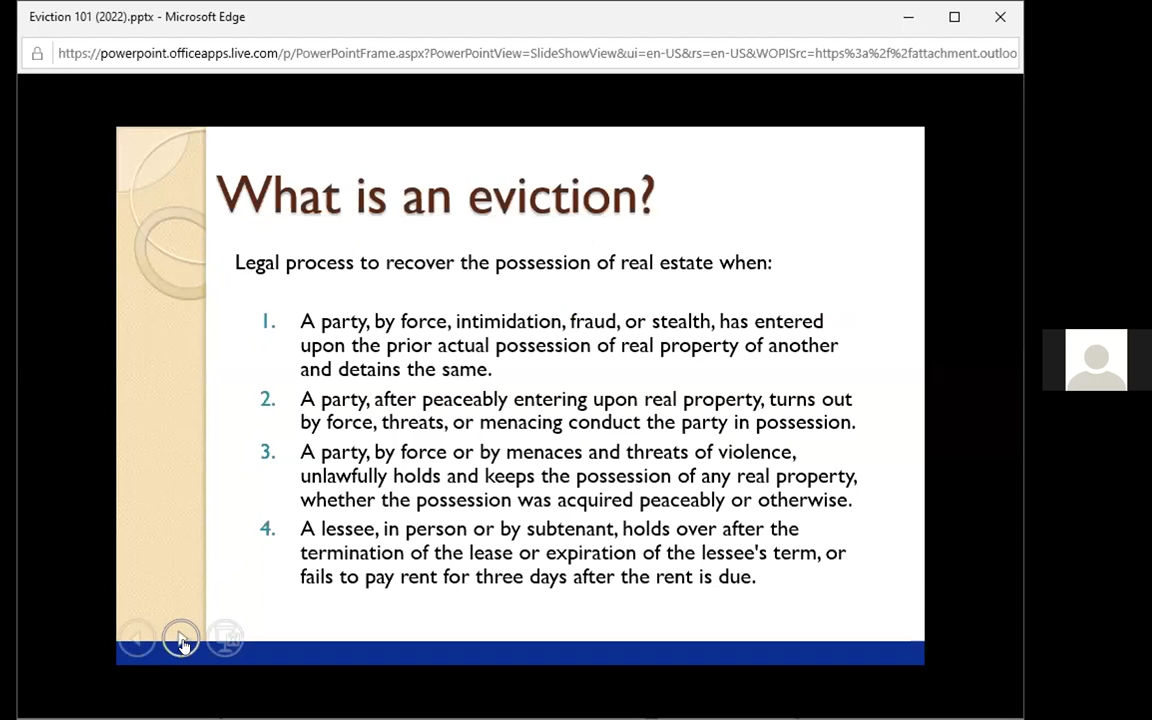 Eviction 101 (2022).pptx - Microsoft Edge
https://powerpoint.officeapps.live.com/p/PowerPointFrame.aspx?PowerPointView=SlideShowView&ui=en-US&rs=en-US&WOPISrc=https%3a%2f%2fattachment.outloo
What is an eviction?
Legal process to recover the possession of real estate when:
1. A party, by force, intimidation, fraud, or stealth, has entered
upon the prior actual possession of real property of another
and detains the same.
2. A party, after peaceably entering upon real property, turns out
by force, threats, or menacing conduct the party in possession.
3. A party, by force or by menaces and threats of violence,
unlawfully holds and keeps the possession of any real property,
whether the possession was acquired peaceably or otherwise.
4. A lessee, in person or by subtenant, holds over after the
termination of the lease or expiration of the lessee's term, or
fails to pay rent for three days after the rent is due.